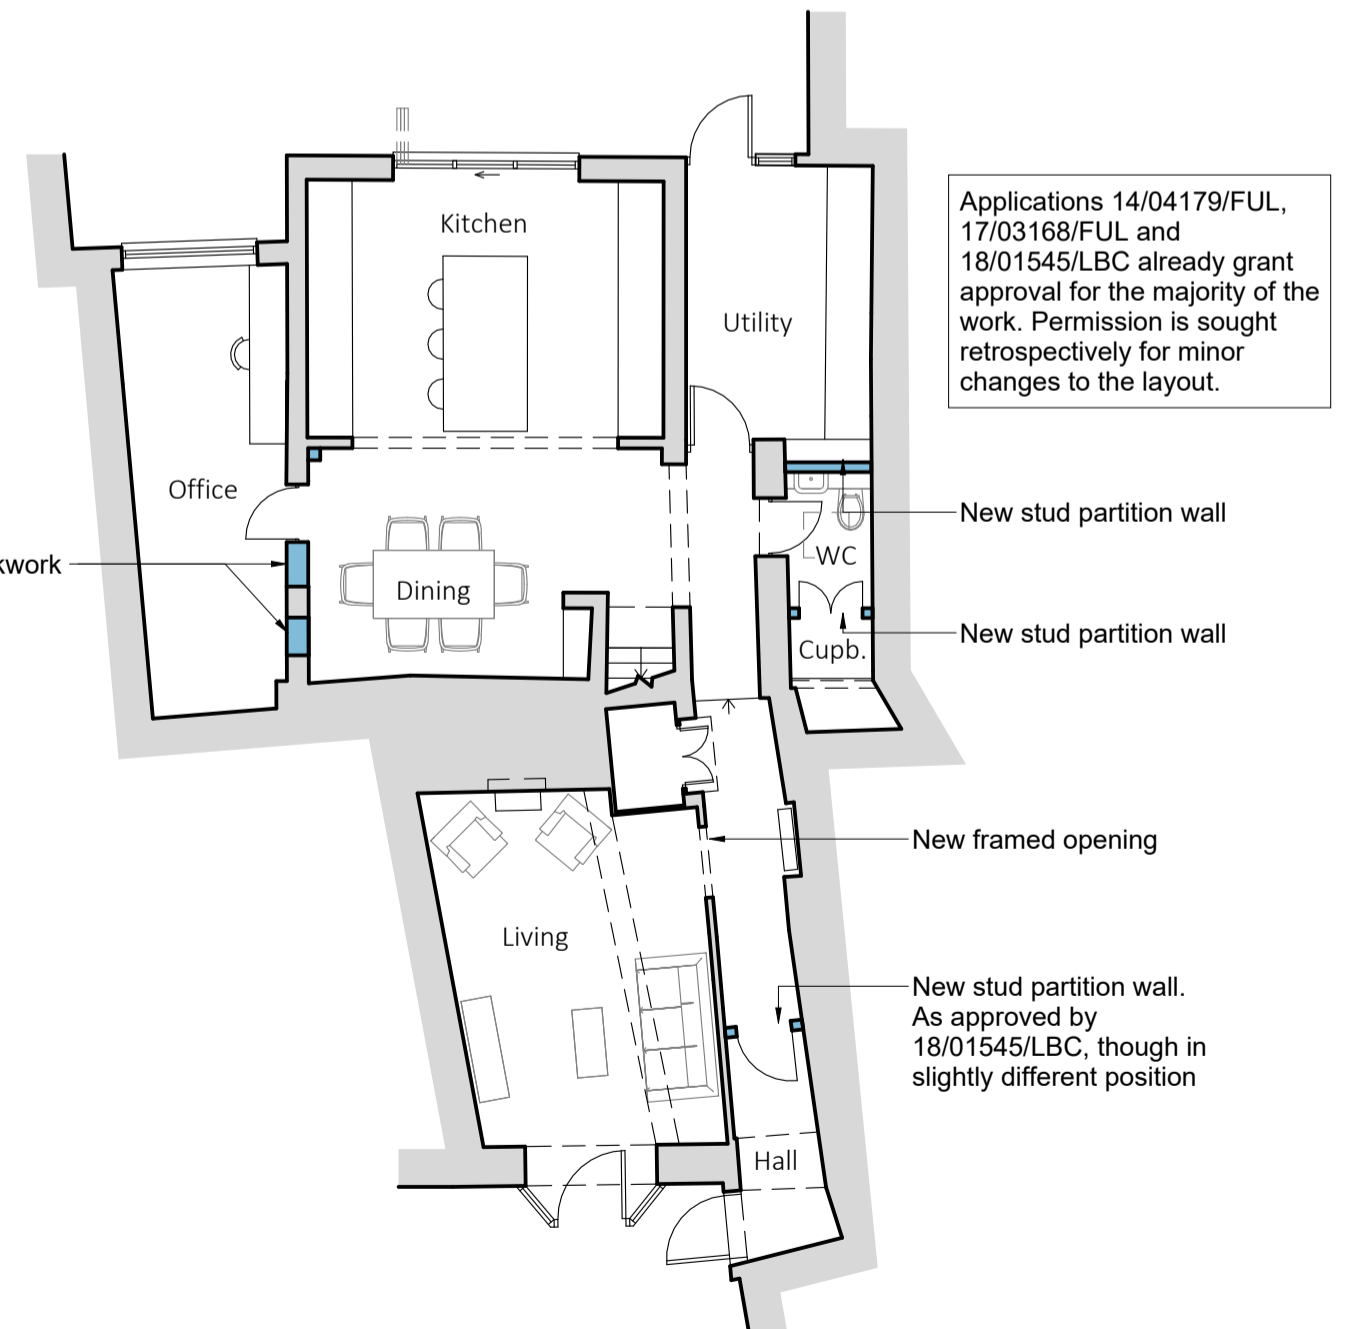 Applications 14/04179/FUL,
17/03168/FUL and
18/01545/LBC already grant
approval for the majority of the
work. Permission is sought
retrospectively for minor
changes to the layout.
Kitchen
Utility
Office
New stud partition wall
WC
kwork
Dining
New stud partition wall
Cupb.
New framed opening
Living
New stud partition wall.
As approved by
18/01545/LBC, though in
slightly different position
Hall